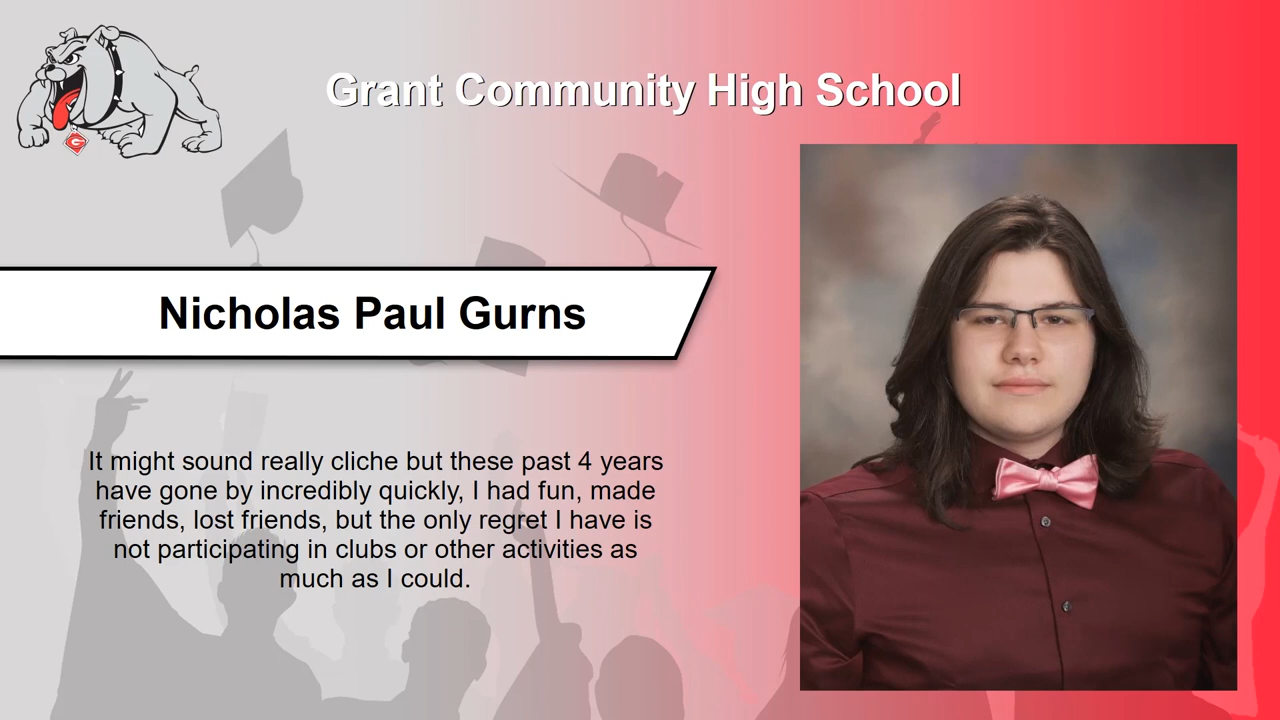 Grant Community High School
G
Nicholas Paul Gurns
It might sound really cliche but these past 4 years
have gone by incredibly quickly, I had fun, made
friends, lost friends, but the only regret I have is
not participating in clubs or other activities as
much as I could.